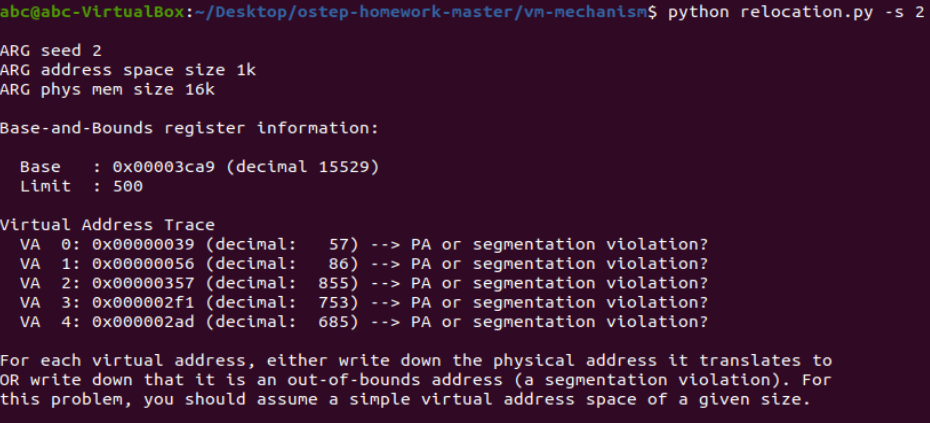 abc@abc-VirtualBox:~/Desktop/ostep-homework-master/vm-mechanism$ python relocation.py -s 2
ARG seed 2
ARG address space size 1k
ARG phys mem size 16k
Base-and-Bounds register information:
Base   : 0x00003ca9 (decimal 15529)
Limit  : 500
Virtual Address Trace
VA  0: 0x00000039 (decimal:   57) --> PA or segmentation violation?
VA  1: 0x00000056 (decimal:   86) --> PA or segmentation violation?
VA  2: 0x00000357 (decimal:  855) --> PA or segmentation violation?
VA  3: 0x000002f1 (decimal:  753) --> PA or segmentation violation?
VA  4: 0x000002ad (decimal:  685) --> PA or segmentation violation?
For each virtual address, either write down the physical address it translates to
OR write down that it is an out-of-bounds address (a segmentation violation). For
this problem, you should assume a simple virtual address space of a given size.